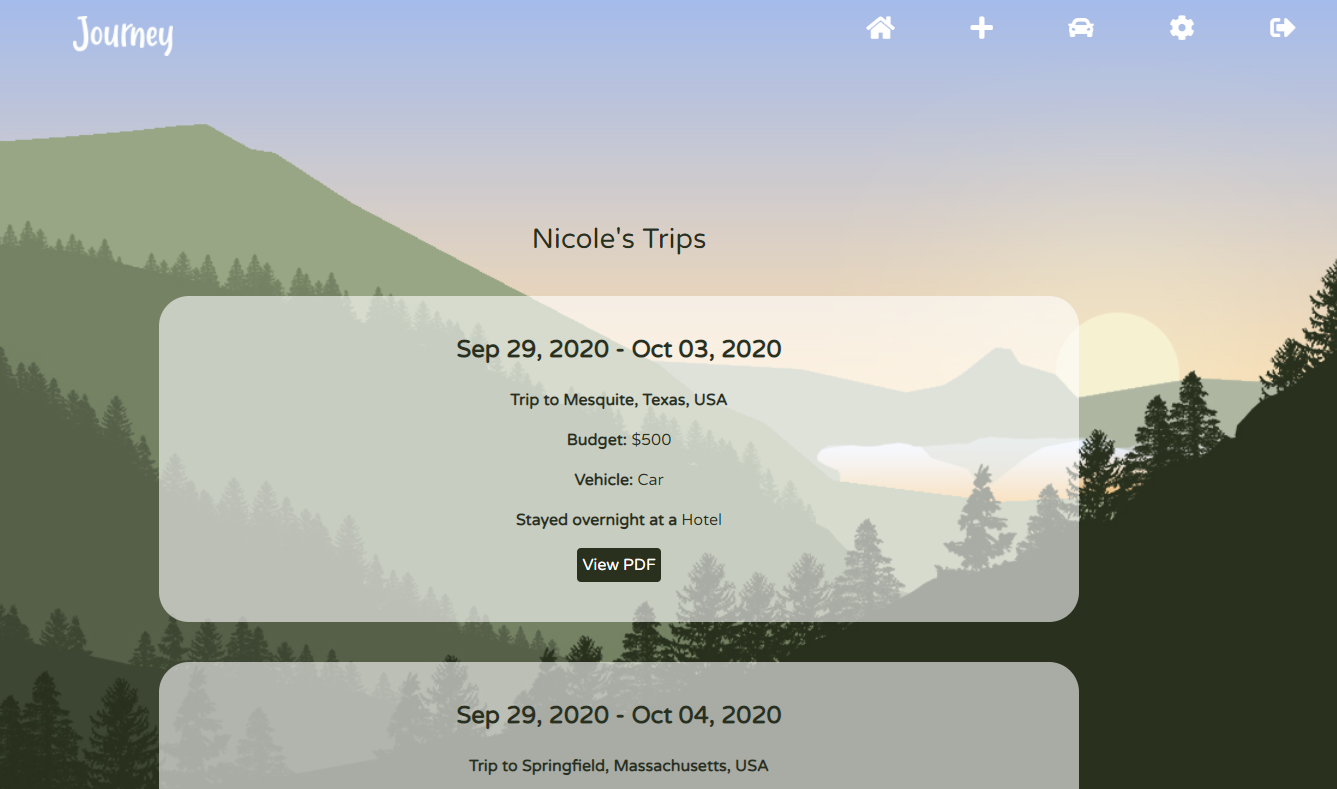 Journey
Nicole's Trips
Sep 29, 2020 - Oct 03, 2020
Trip to Mesquite, Texas, USA
Budget: $500
Vehicle: Car
Stayed overnight at a Hotel
View PDF
Sep 29, 2020 - Oct 04, 2020
Trip to Springfield, Massachusetts, USA